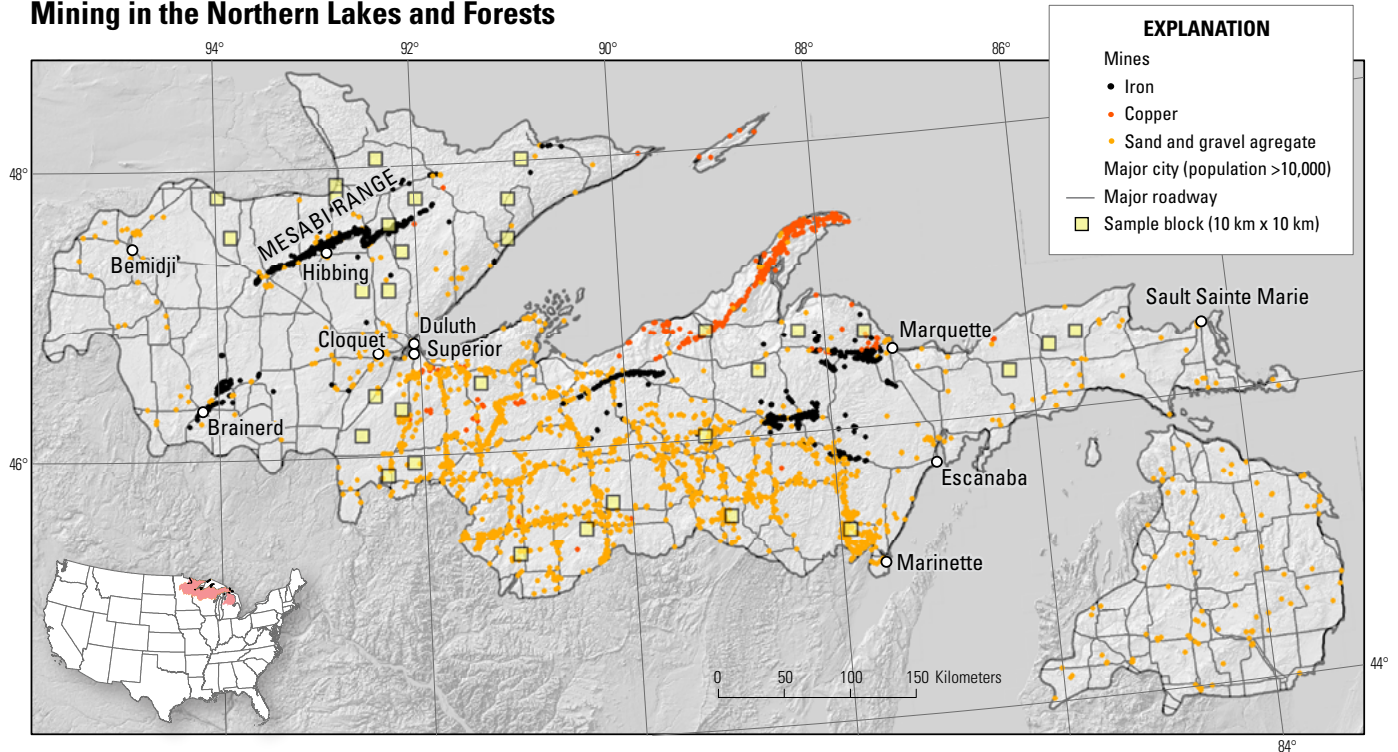 Mining in the Northern Lakes and Forests
EXPLANATION
Mines
Iron
Copper
Sand and gravel agregate
Major city (population >10,000)
Major roadway
Sample block (10 km x 10 km)
94°
92°
90°
88°
86°
48°
MESABI RANGE
Bemidji
Hibbing
Sault Sainte Marie
Duluth
Cloquet
Superior
Marquette
Brainerd
46°
Escanaba
Marinette
44°
0 50 100 150 Kilometers
84°